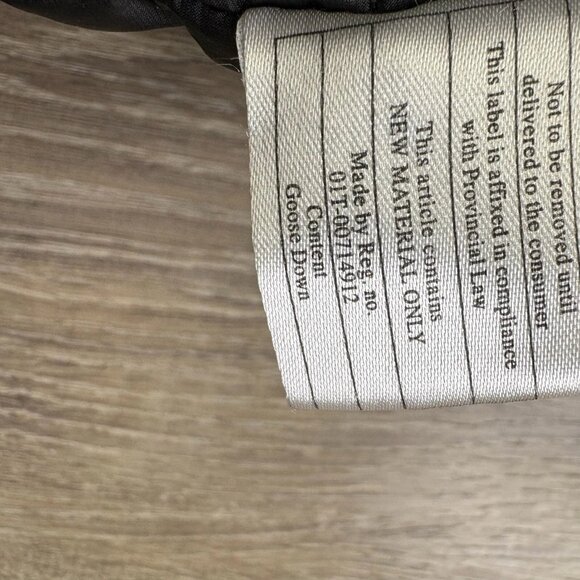 Not to be removed until
delivered to the consumer
This label is affixed in compliance
with Provincial Law
This article contains
NEW MATERIAL ONLY
Made by Reg. no.
01T-00714912
Content
Goose Down